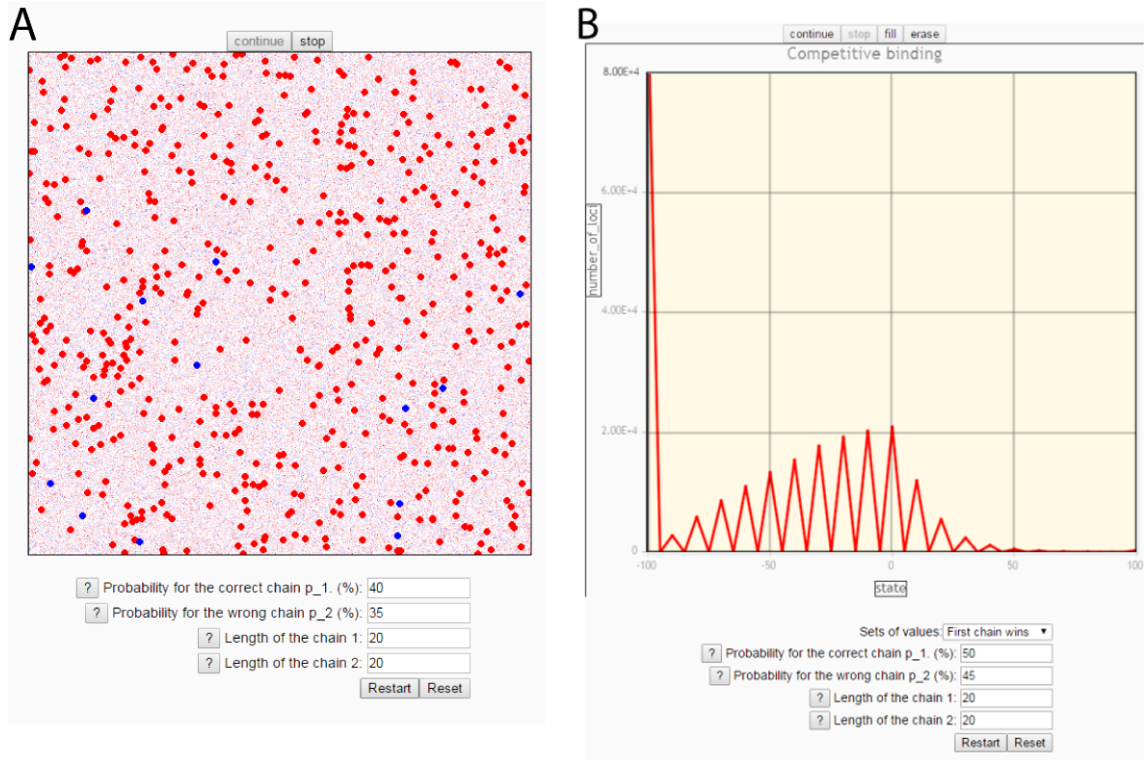 A
continue stop
? Probability for the correct chain p_1. (%): 40
? Probability for the wrong chain p_2 (%): 35
? Length of the chain 1: 20
? Length of the chain 2: 20
Restart Reset
B
continue stop fill erase
Competitive binding
8.00E+4
6.00E+4
4.00E+4
2.00E+4
0
number_of_loci
-100 -50 0 50 100
state
Sets of values: First chain wins
? Probability for the correct chain p_1. (%): 50
? Probability for the wrong chain p_2 (%): 45
? Length of the chain 1: 20
? Length of the chain 2: 20
Restart Reset